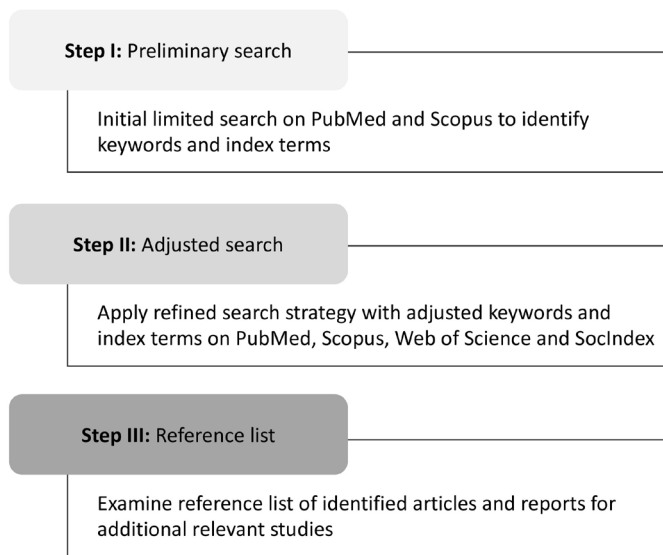 Step I: Preliminary search
Initial limited search on PubMed and Scopus to identify
keywords and index terms
Step II: Adjusted search
Apply refined search strategy with adjusted keywords and
index terms on PubMed, Scopus, Web of Science and SocIndex
Step III: Reference list
Examine reference list of identified articles and reports for
additional relevant studies